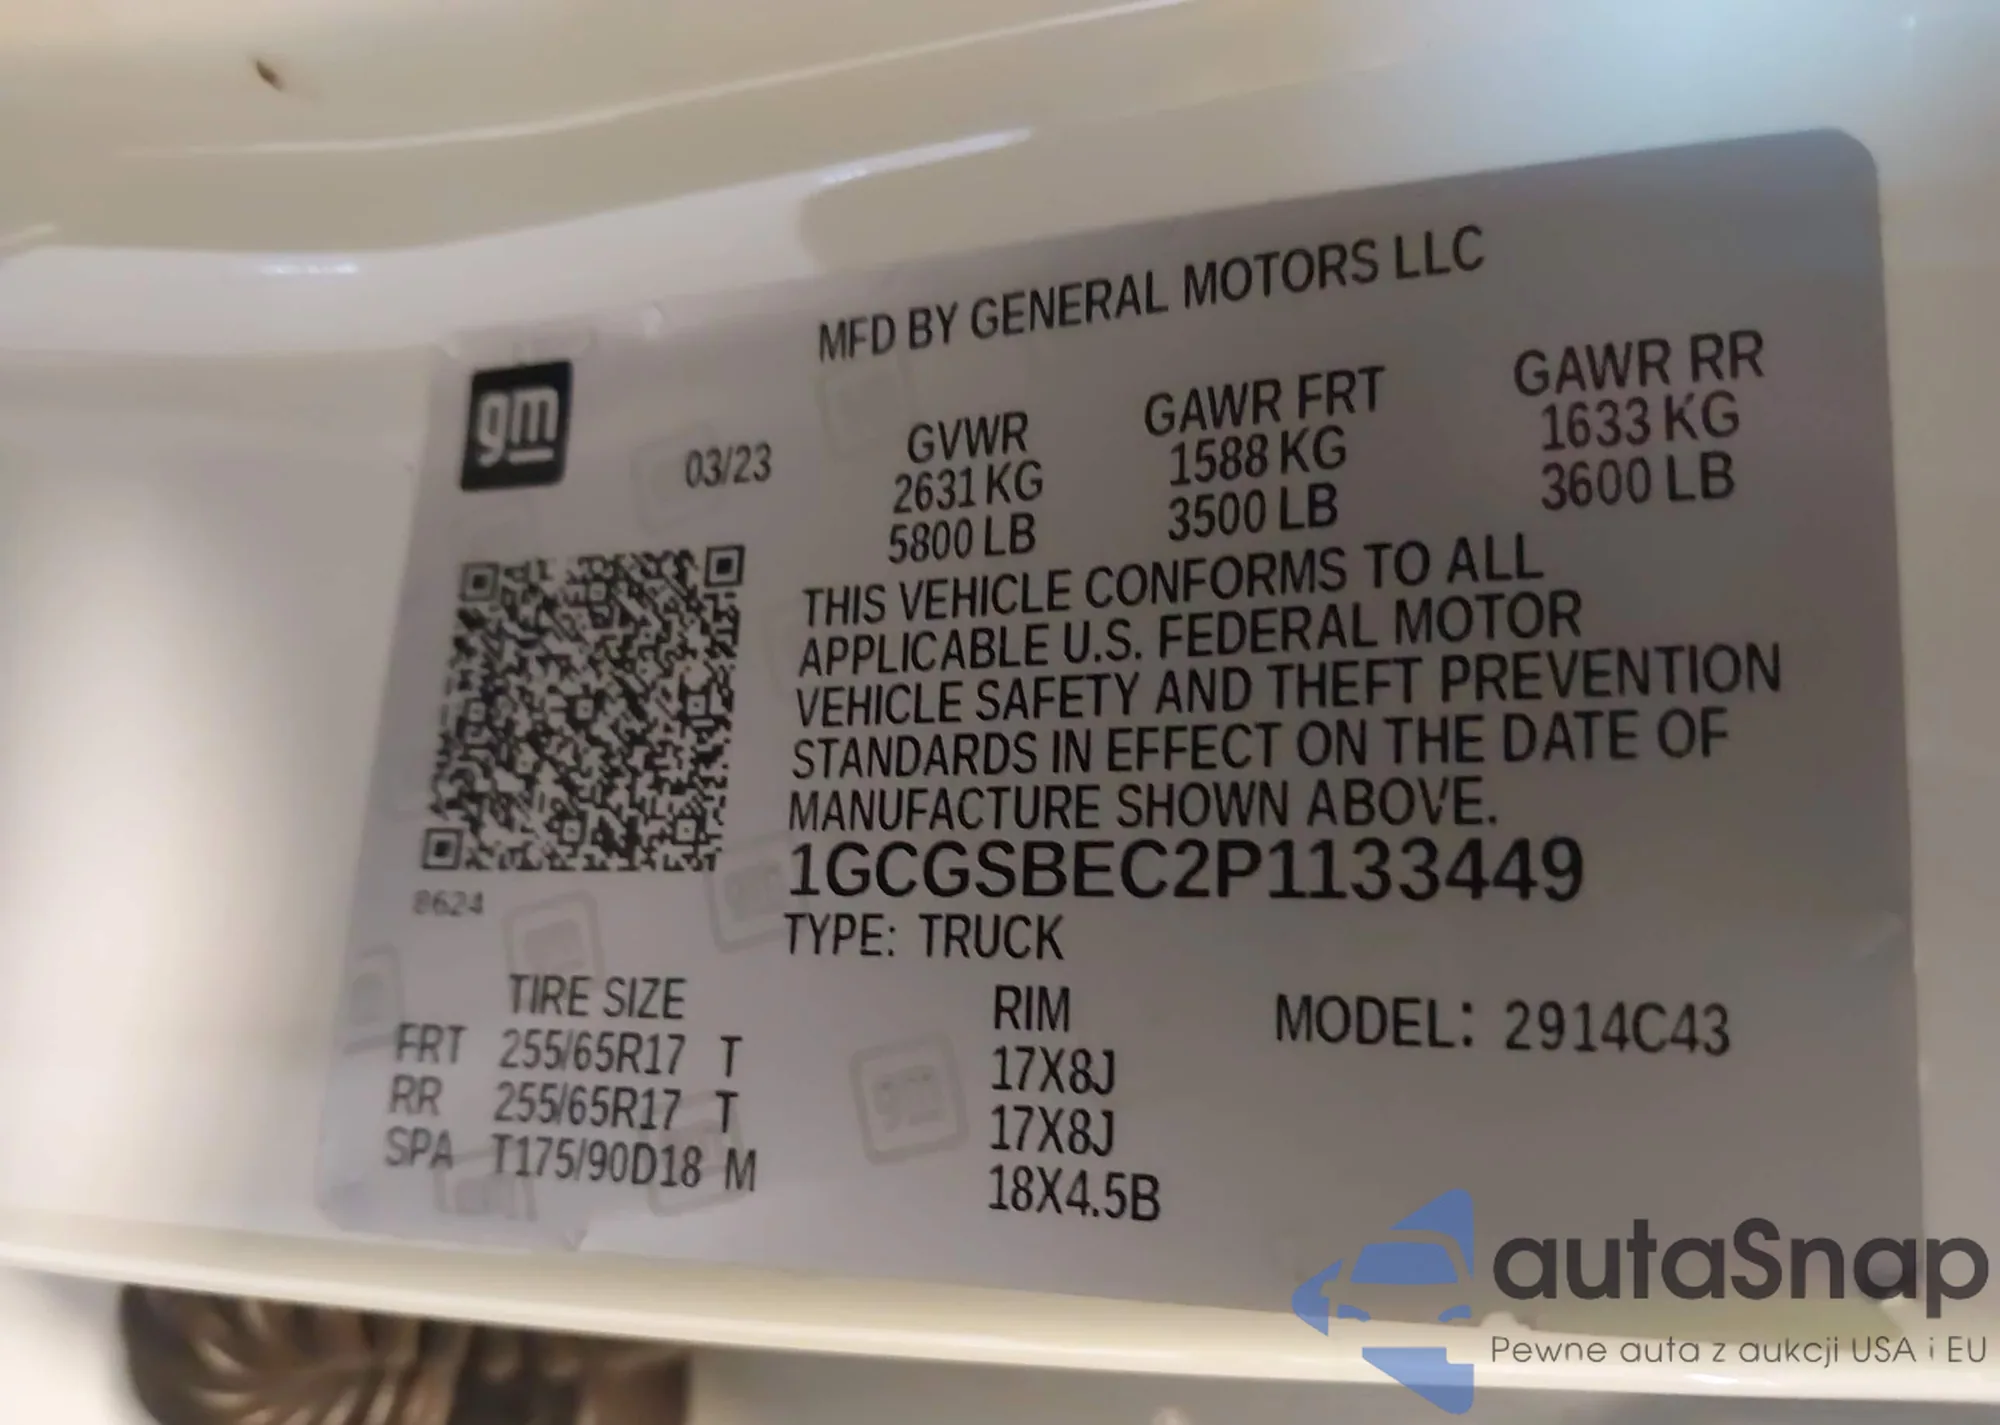 MFD BY GENERAL MOTORS LLC
gm
03/23
GVWR GAWR FRT GAWR RR
2631 KG 1588 KG 1633 KG
5800 LB 3500 LB 3600 LB
THIS VEHICLE CONFORMS TO ALL
APPLICABLE U.S. FEDERAL MOTOR
VEHICLE SAFETY AND THEFT PREVENTION
STANDARDS IN EFFECT ON THE DATE OF
MANUFACTURE SHOWN ABOVE.
1GCGSBEC2P1133449
8624
TYPE: TRUCK
TIRE SIZE RIM MODEL: 2914C43
FRT 255/65R17 T 17X8J
RR 255/65R17 T 17X8J
SPA T175/90D18 M 18X4.5B
autaSnap
Pewne auta z aukcji USA i EU